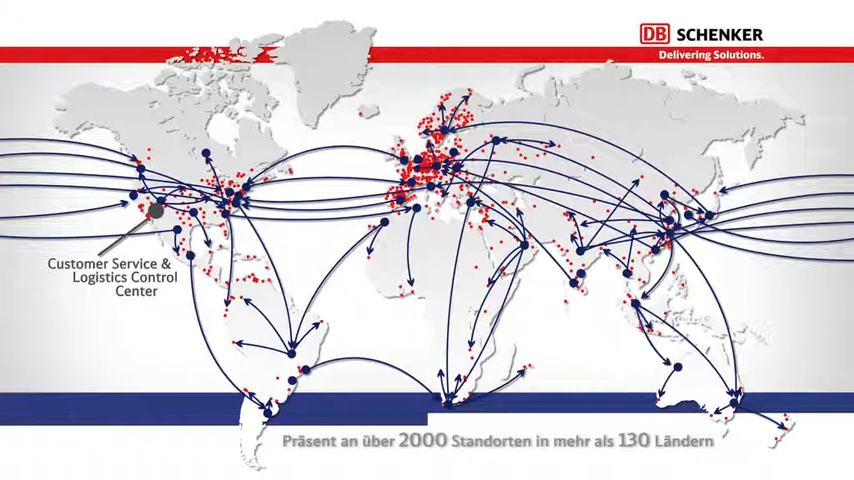 DB SCHENKER
Delivering Solutions.
Customer Service &
Logistics Control
Center
Präsent an über 2000 Standorten in mehr als 130 Ländern